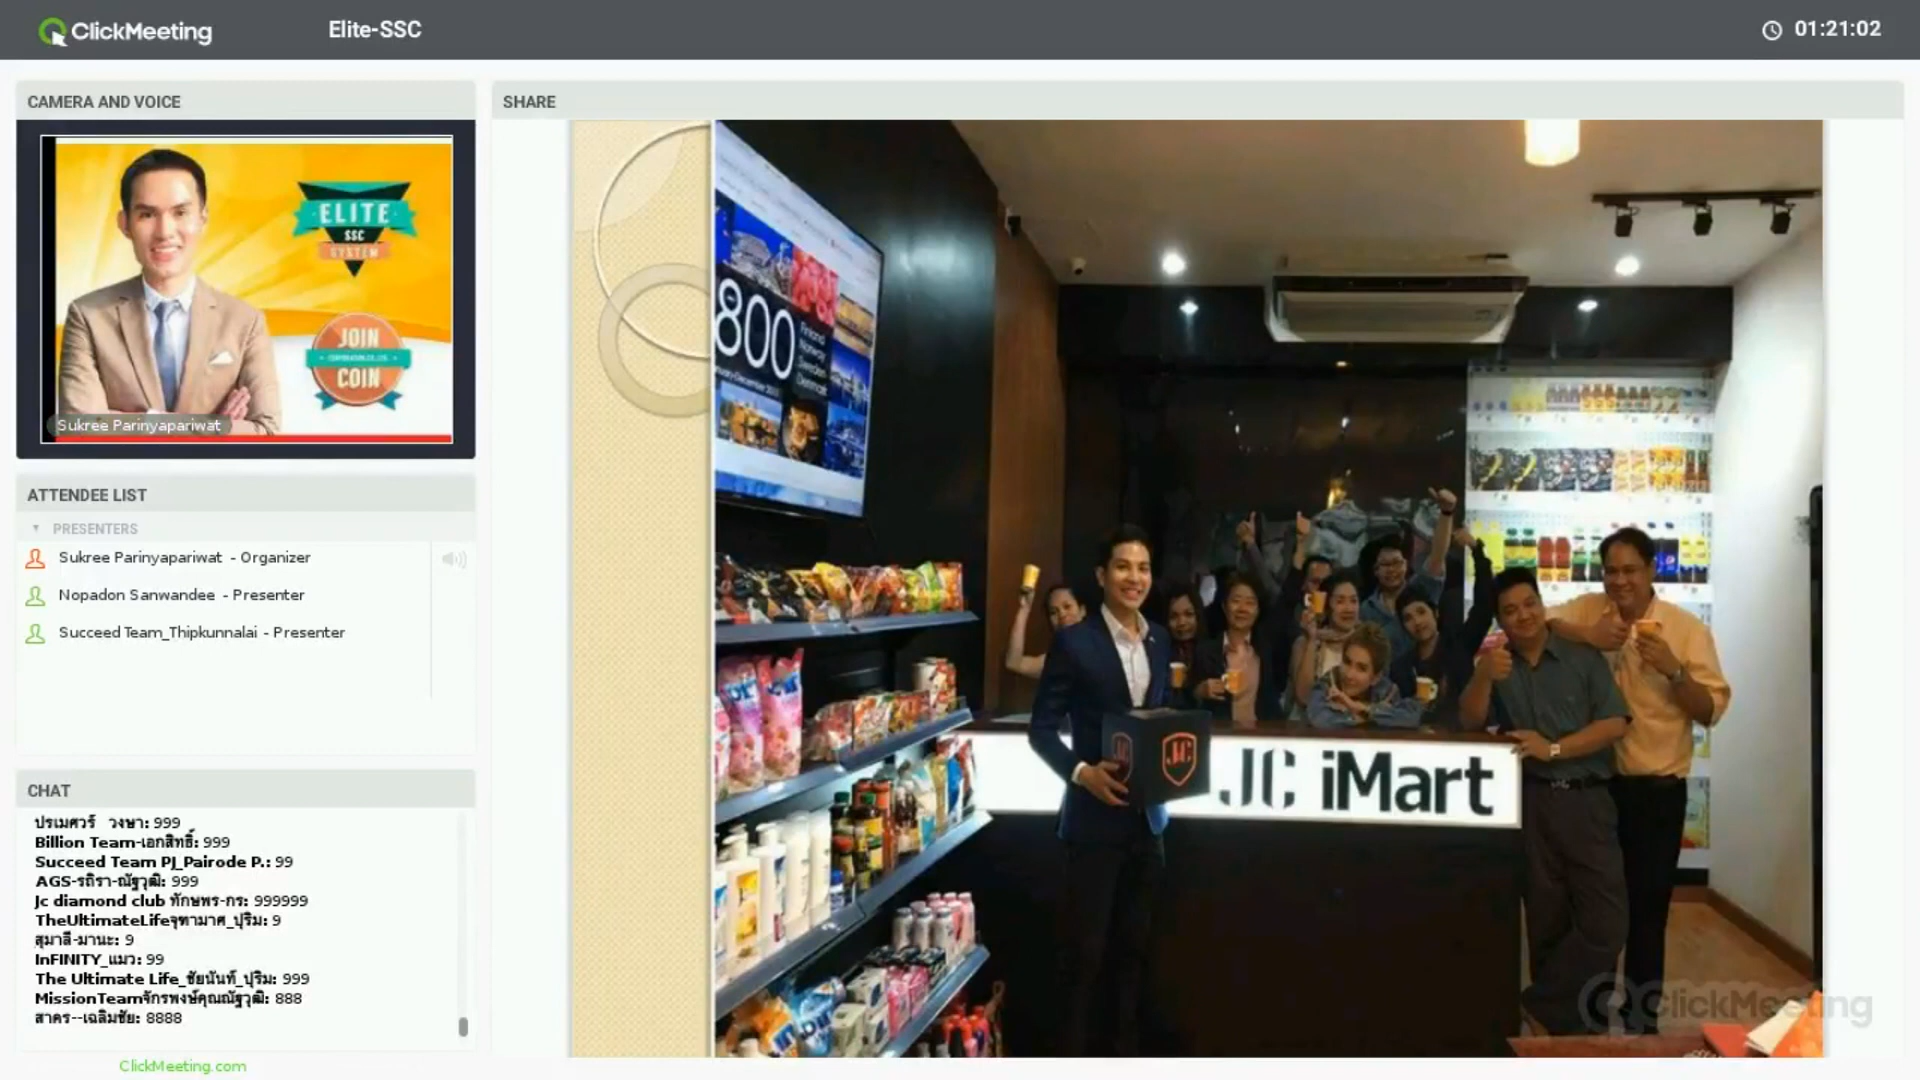 ClickMeeting
Elite-SSC
01:21:02
CAMERA AND VOICE
ELITE
SSC
SYSTEM
JOIN
COIN
Sukree Parinyapariwat
ATTENDEE LIST
PRESENTERS
Sukree Parinyapariwat - Organizer
Nopadon Sanwandee - Presenter
Succeed Team_Thipkunnalai - Presenter
CHAT
ปรเมศวร์ วงษา: 999
Billion Team-เอกสิทธิ์: 999
Succeed Team PJ_Pairode P.: 99
AGS-รถิรา-ณัฐวุฒิ: 999
Jc diamond club ทักษพร-กร: 999999
TheUltimateLifeจุฑามาศ_ปุริม: 9
สุมาลี-มานะ: 9
InFINITY_แมว: 99
The Ultimate Life_ชัยนันท์_ปุริม: 999
MissionTeamจักรพงษ์คุณณัฐวุฒิ: 888
สาคร--เฉลิมชัย: 8888
ClickMeeting.com
SHARE
800
Finland
Norway
Sweden
Denmark
JC
JC iMart
ClickMeeting